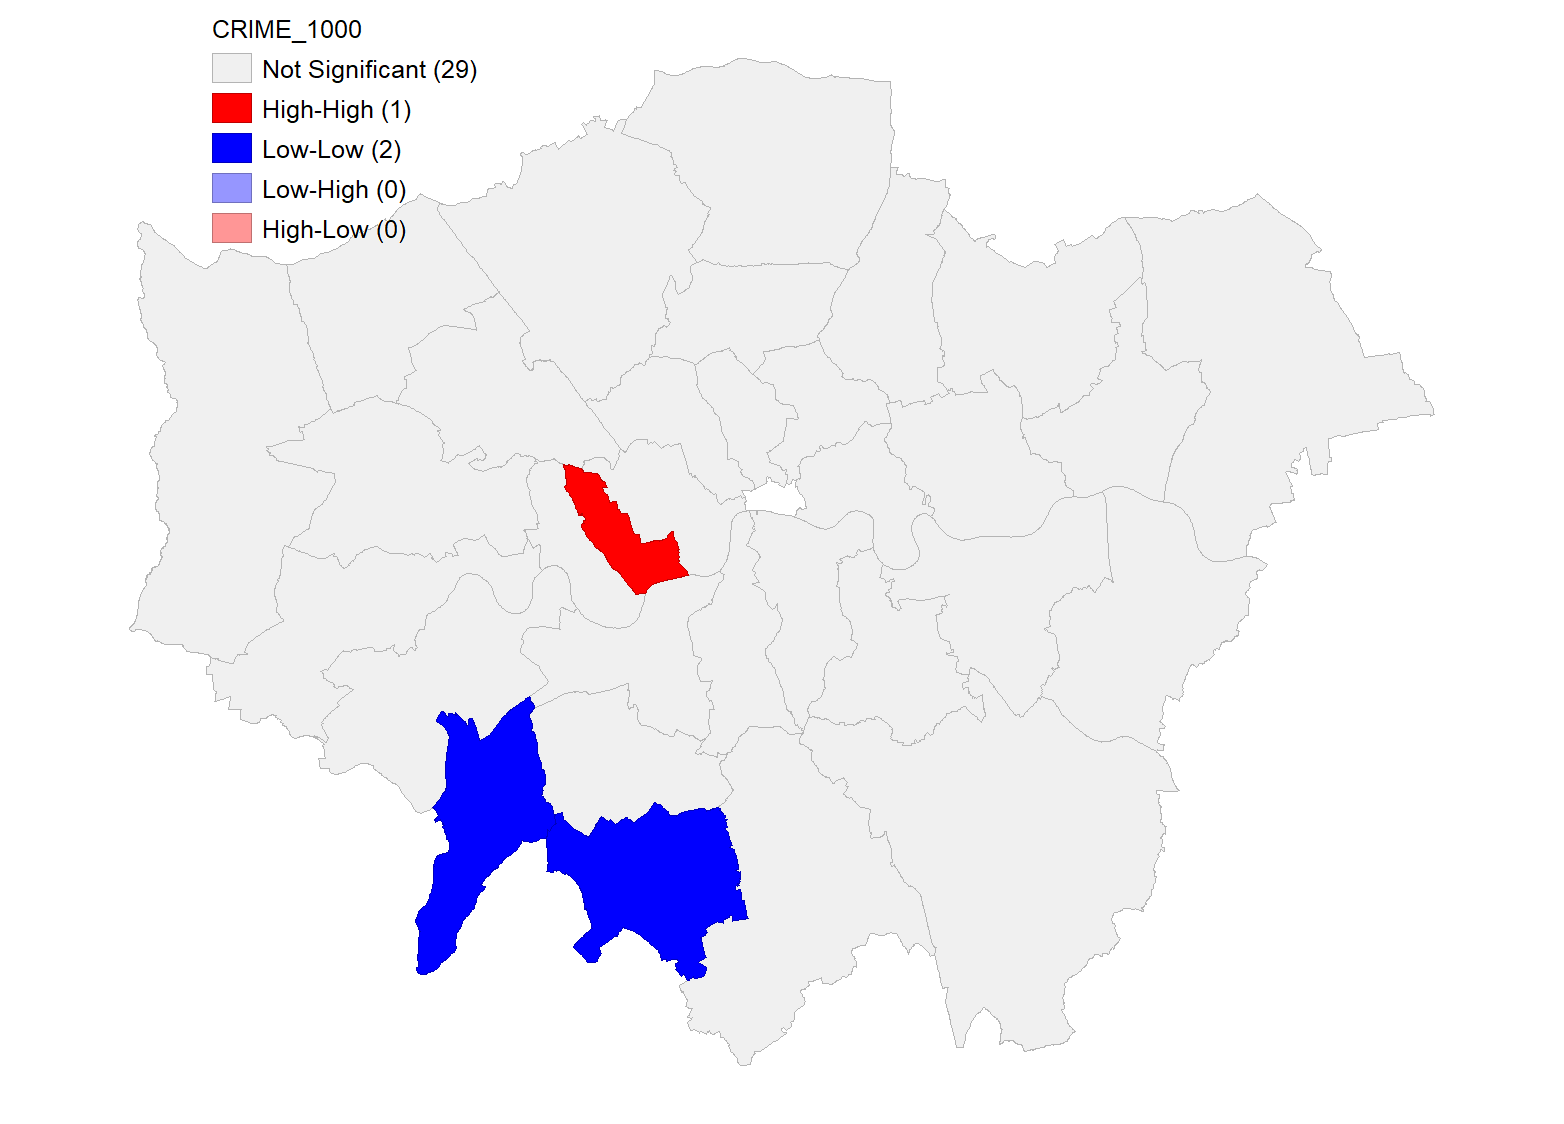 CRIME_1000
Not Significant (29)
High-High (1)
Low-Low (2)
Low-High (0)
High-Low (0)